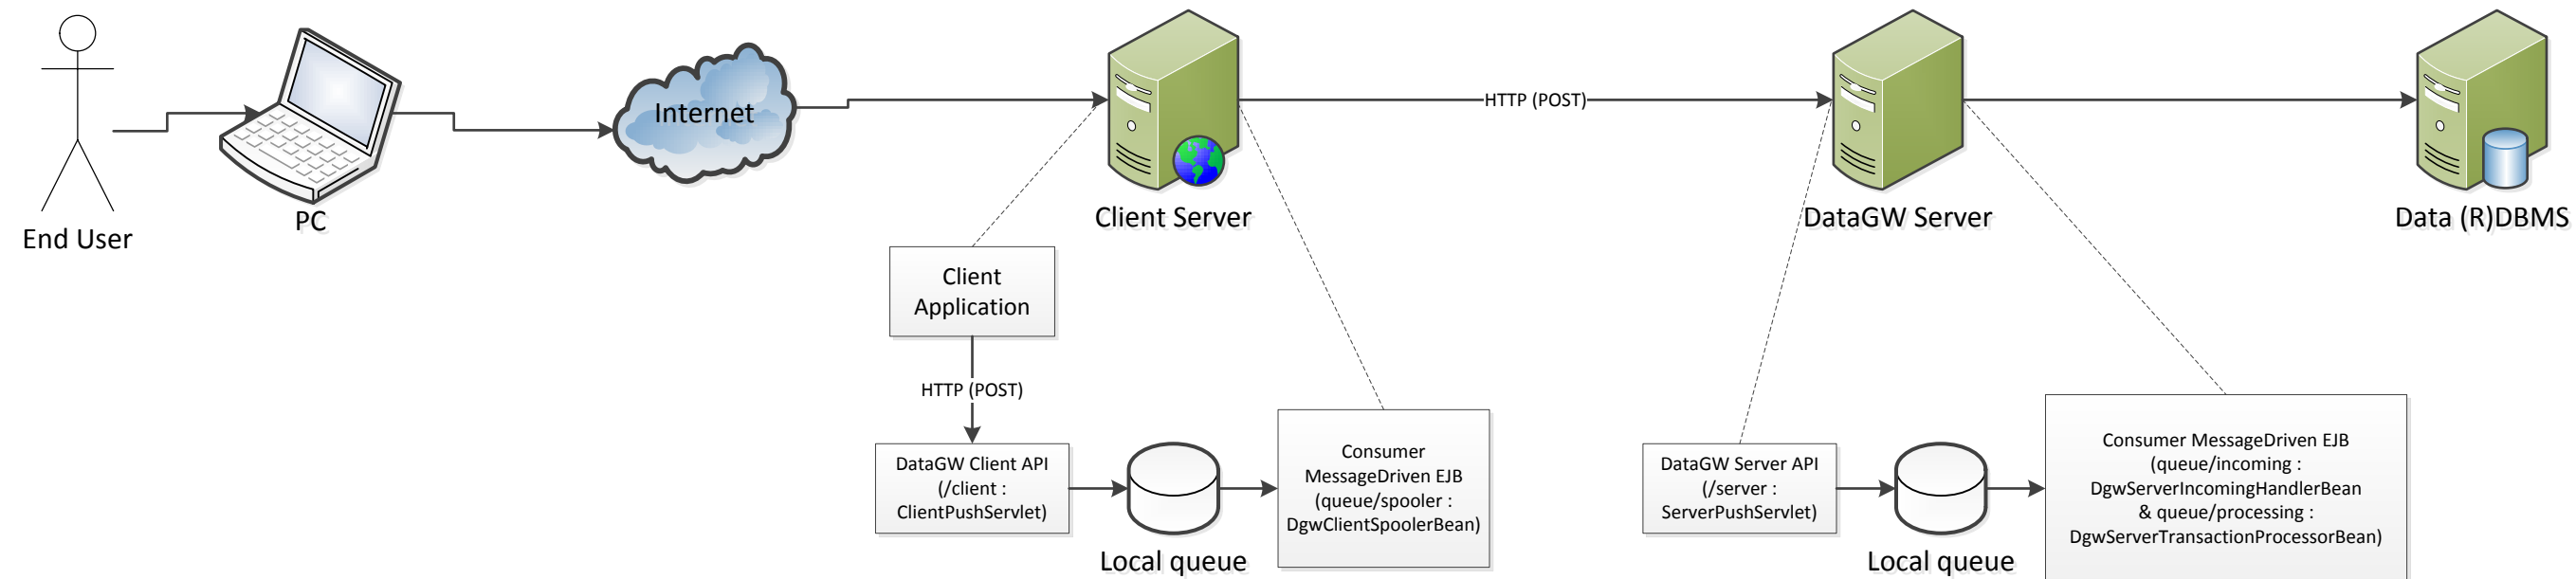 End User
PC
Internet
Client Server
HTTP (POST)
DataGW Server
Data (R)DBMS
Client
Application
HTTP (POST)
DataGW Client API
(/client :
ClientPushServlet)
Local queue
Consumer
MessageDriven EJB
(queue/spooler :
DgwClientSpoolerBean)
DataGW Server API
(/server :
ServerPushServlet)
Local queue
Consumer MessageDriven EJB
(queue/incoming :
DgwServerIncomingHandlerBean
& queue/processing :
DgwServerTransactionProcessorBean)